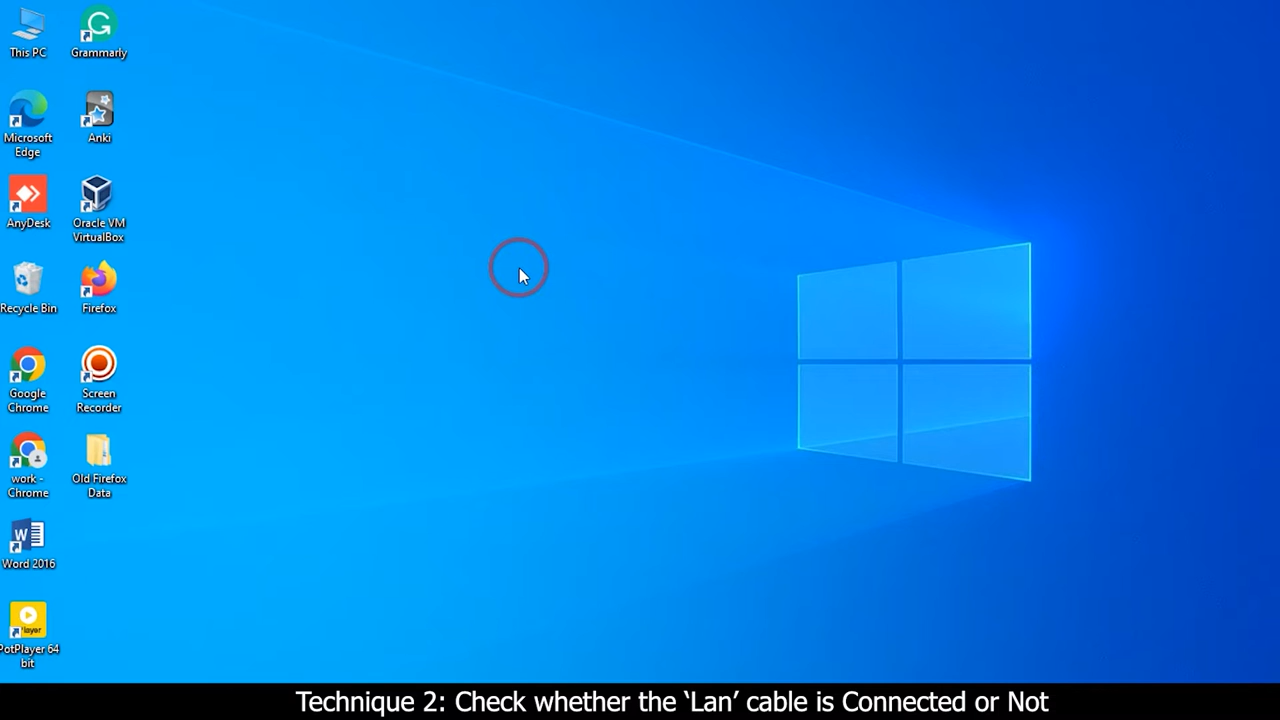 This PC
Grammarly
Microsoft
Edge
Anki
AnyDesk
Oracle VM
VirtualBox
Recycle Bin
Firefox
Google
Chrome
Screen
Recorder
work -
Chrome
Old Firefox
Data
W
Word 2016
Player
PotPlayer 64
bit
Technique 2: Check whether the ‘Lan’ cable is Connected or Not